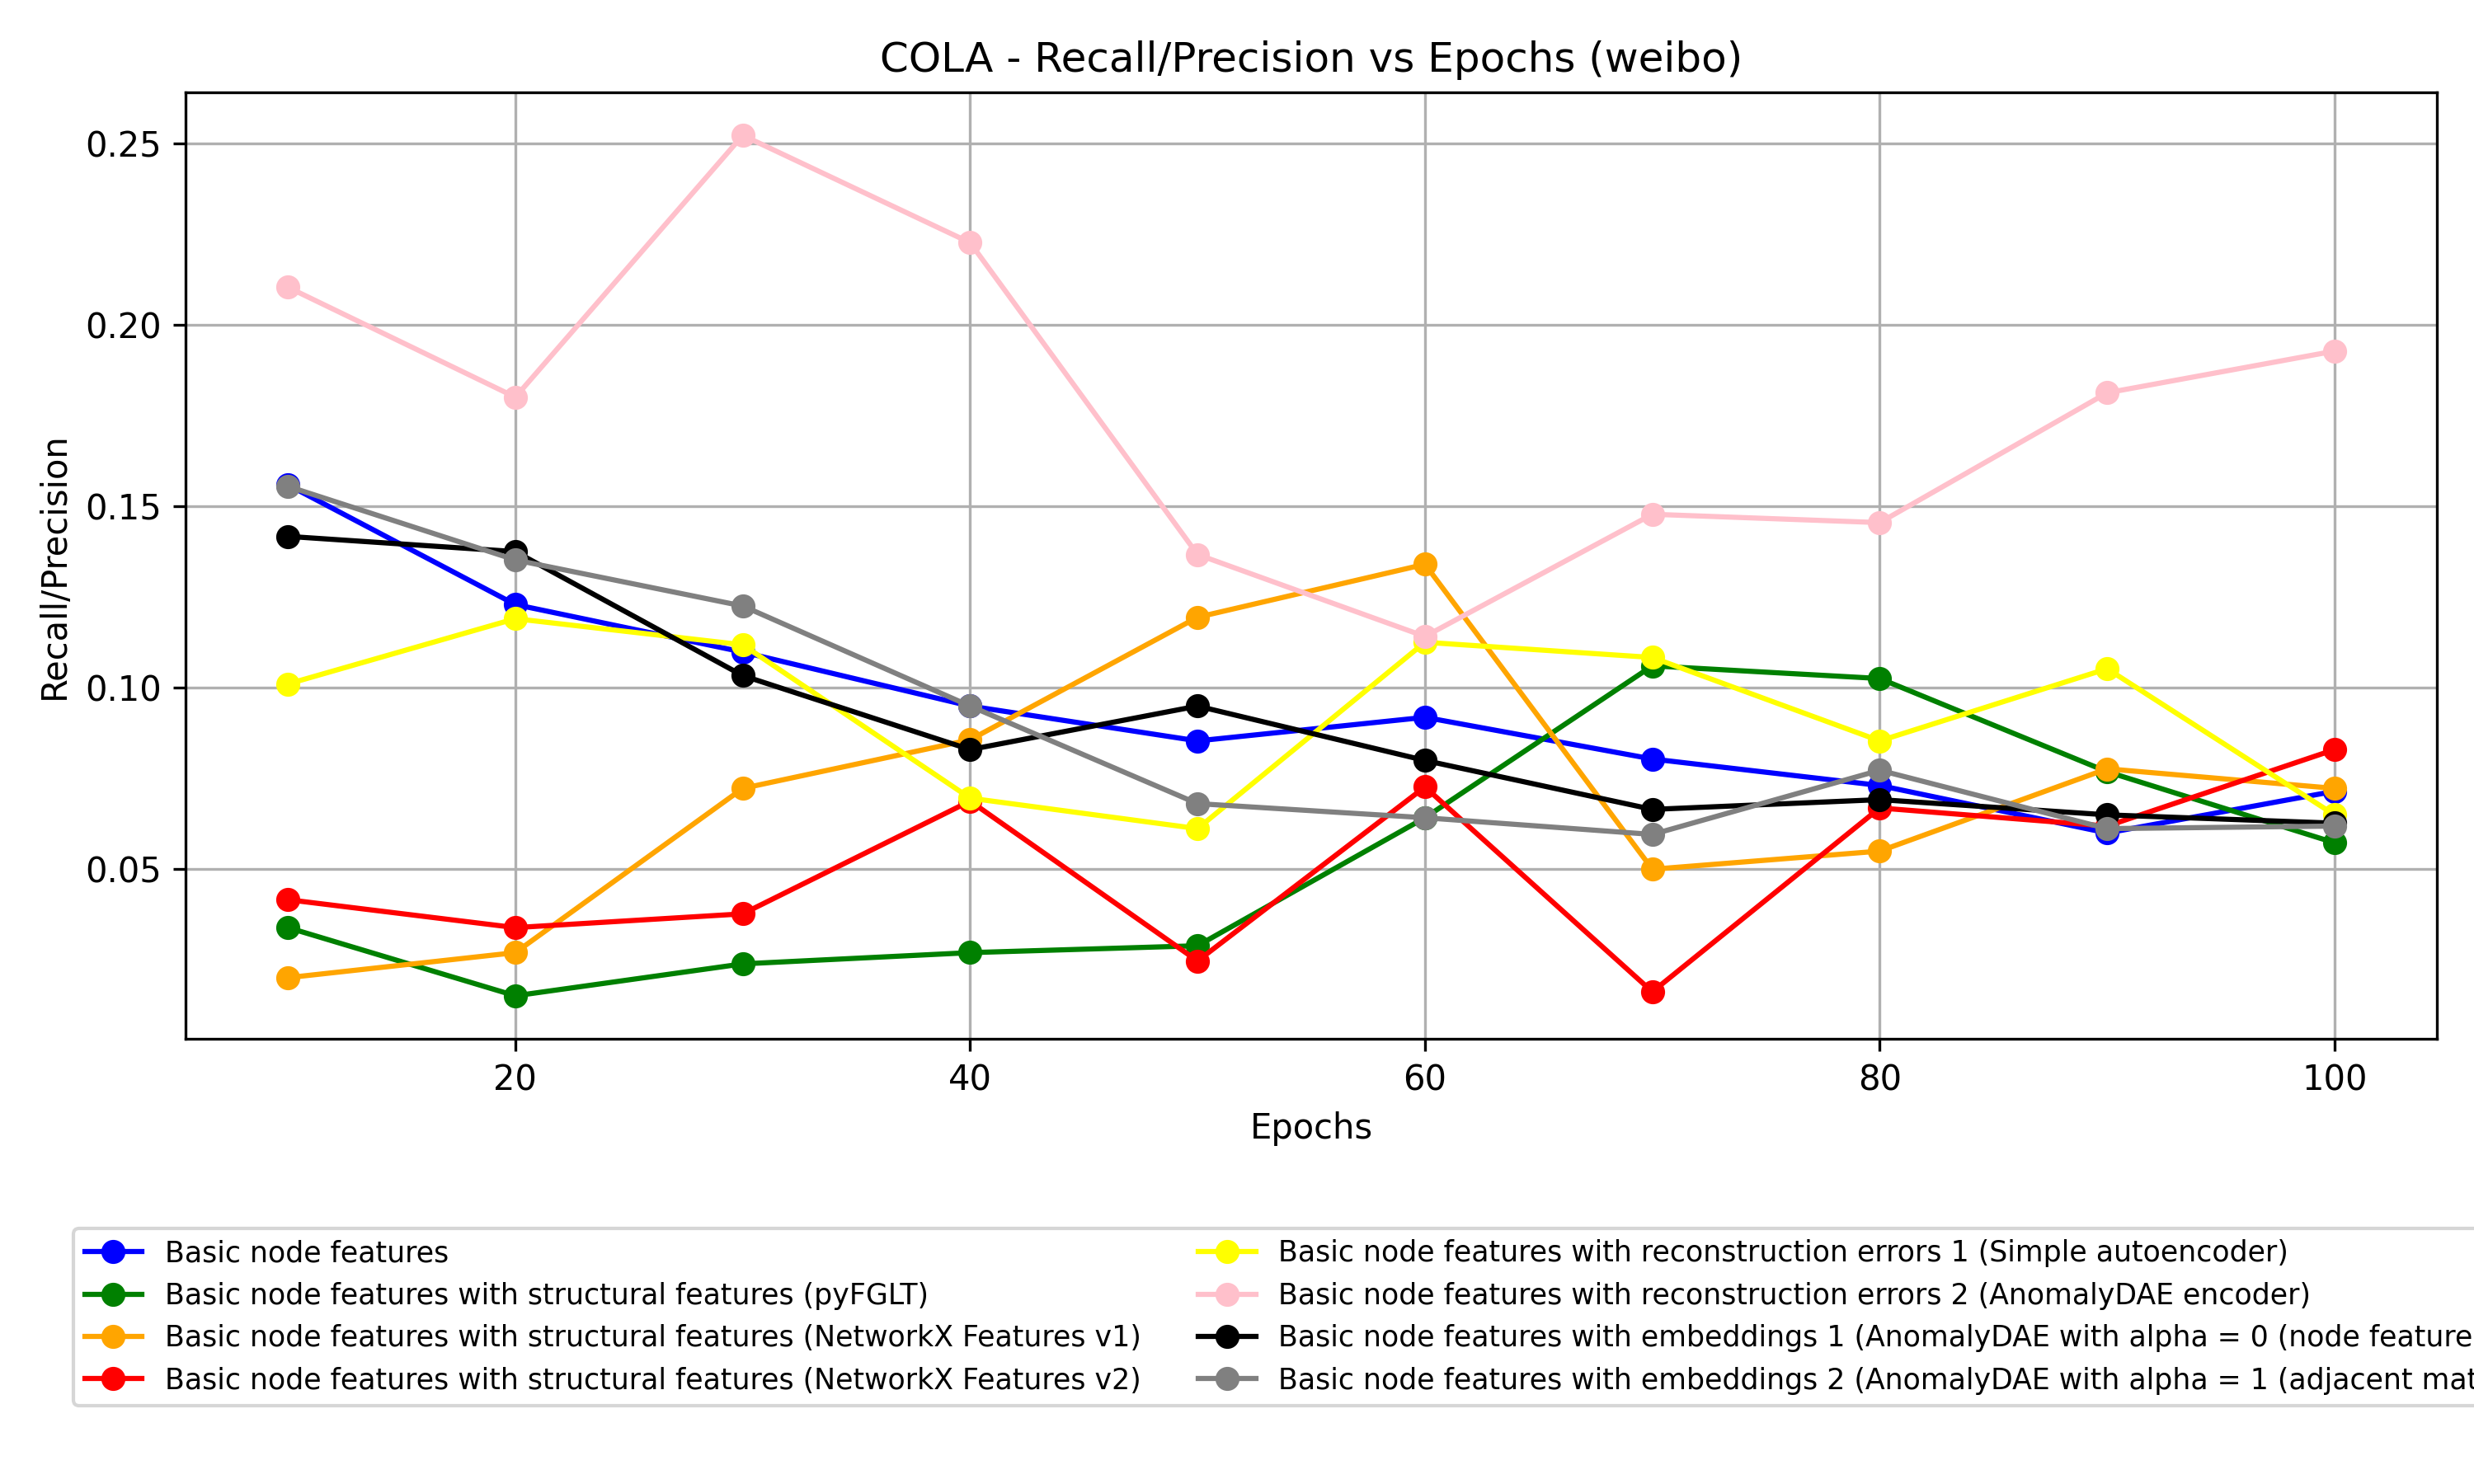 COLA - Recall/Precision vs Epochs (weibo)
0.25
0.20
0.15
0.10
0.05
Recall/Precision
20 40 60 80 100
Epochs
Basic node features
Basic node features with structural features (pyFGLT)
Basic node features with structural features (NetworkX Features v1)
Basic node features with structural features (NetworkX Features v2)
Basic node features with reconstruction errors 1 (Simple autoencoder)
Basic node features with reconstruction errors 2 (AnomalyDAE encoder)
Basic node features with embeddings 1 (AnomalyDAE with alpha = 0 (node feature
Basic node features with embeddings 2 (AnomalyDAE with alpha = 1 (adjacent mat